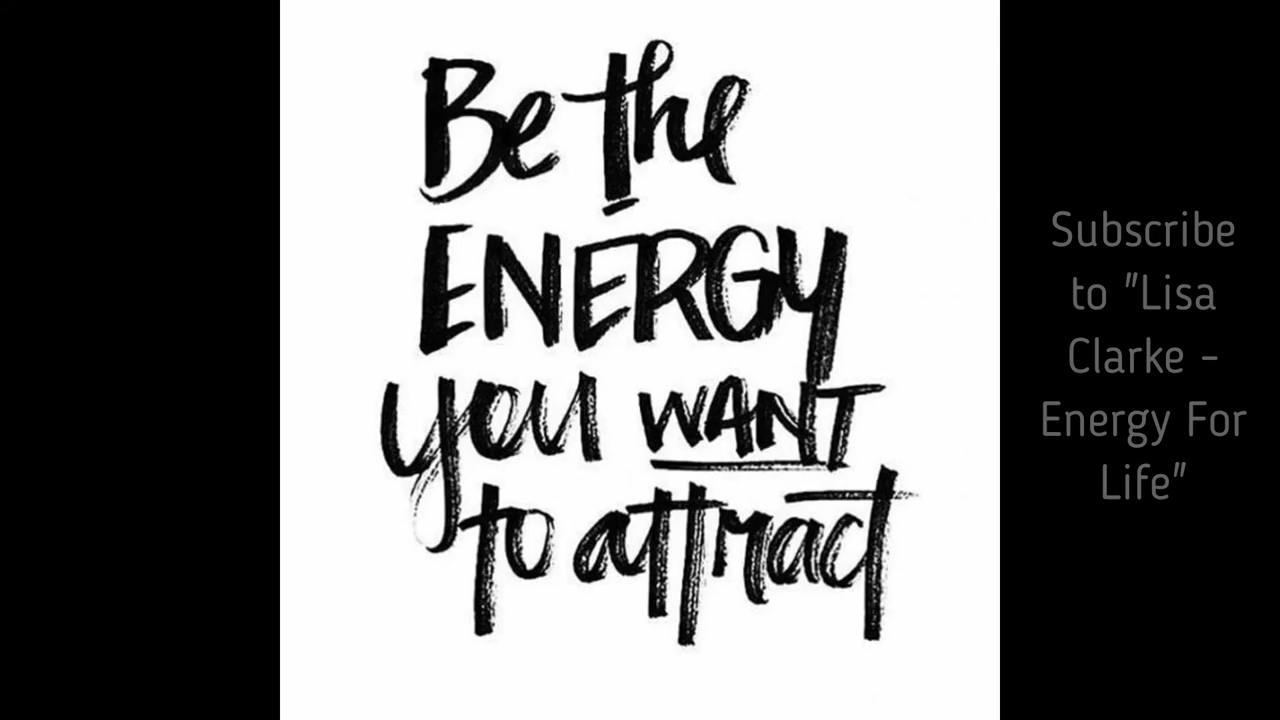 Be the
ENERGY
you WANT
to attract
Subscribe
to "Lisa
Clarke -
Energy For
Life"